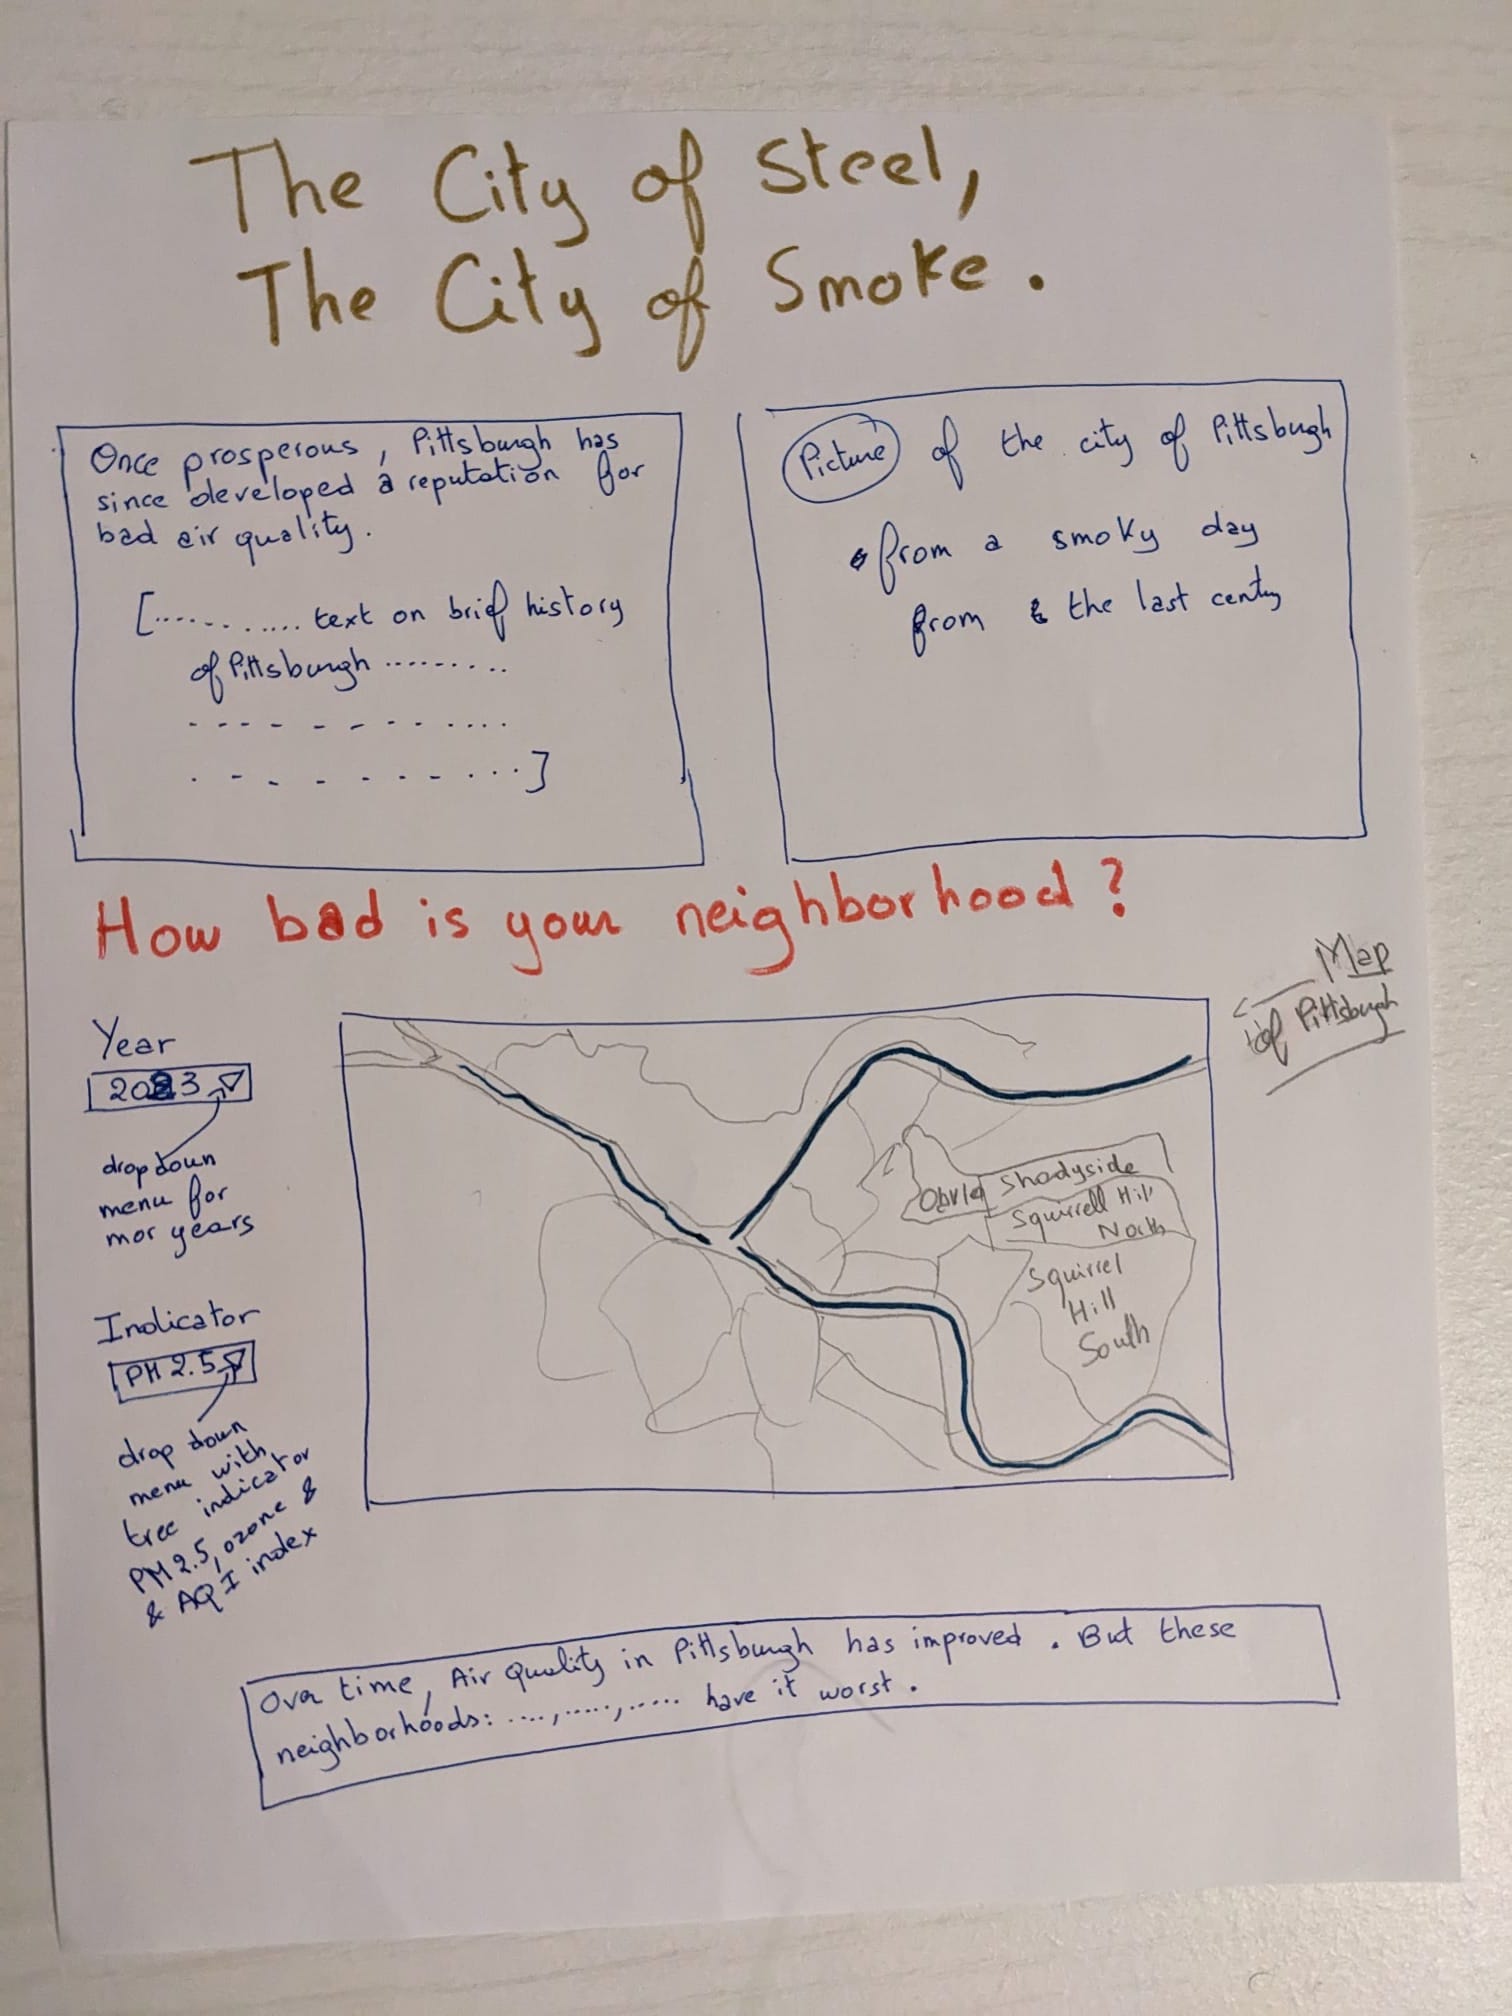 The City of Steel,
The City of Smoke.
Once prosperous, Pittsburgh has
since developed a reputation for
bad air quality.
[........... text on brief history
of Pittsburgh .........
- - - - - - - - ....
. - - - - - - - ...]
Picture of the city of Pittsburgh
from a smoky day
from the last century
How bad is your neighborhood?
Map
of Pittsburgh
Year
2023
drop down
menu for
mor years
Indicator
PM 2.5
drop down
menu with
tree indicator
PM 2.5, ozone &
& AQI index
Shadyside
Squirrell Hill
North
Squirrel
Hill
South
Over time, Air Quality in Pittsburgh has improved. But these
neighborhoods: ....,.....,..... have it worst.